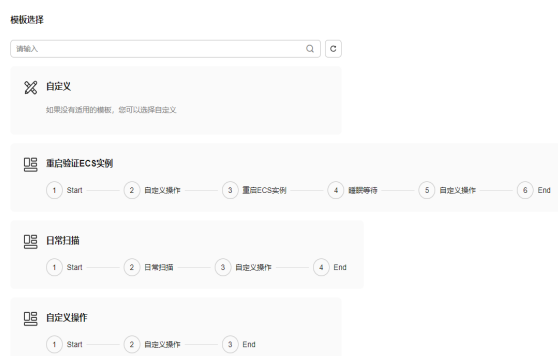 模板选择
请输入
自定义
如果没有适用的模板，您可以选择自定义
重启验证ECS实例
1 Start 2 自定义操作 3 重启ECS实例 4 睡眠等待 5 自定义操作 6 End
日常扫描
1 Start 2 日常扫描 3 自定义操作 4 End
自定义操作
1 Start 2 自定义操作 3 End